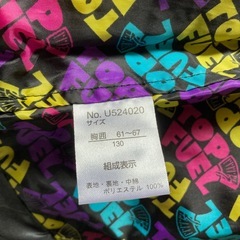 No. U524020
サイズ
胸囲 61~67
130
組成表示
表地・裏地・中綿
ポリエステル 100%
TOP
FUEL